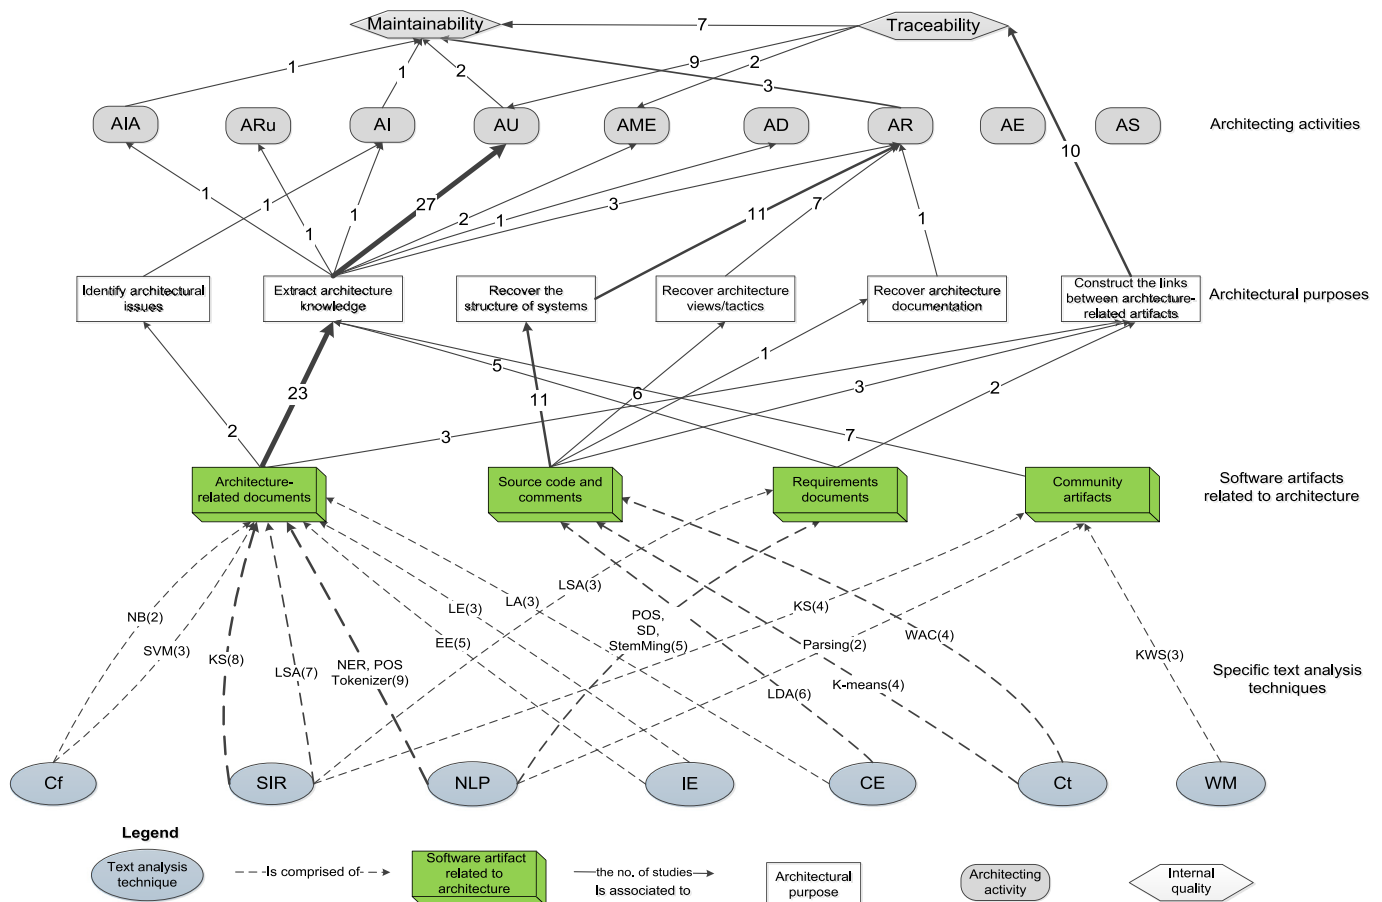 Maintainability
7
Traceability
1
1
2
9
2
3
AIA
ARu
AI
AU
AME
AD
AR
AE
AS
Architecting activities
10
1
1
1
1
27
2
1
3
11
7
1
Identify architectural
issues
Extract architecture
knowledge
Recover the
structure of systems
Recover architecture
views/tactics
Recover architecture
documentation
Construct the links
between architecture-
related artifacts
Architectural purposes
2
23
3
11
5
6
1
3
2
7
Architecture-
related documents
Source code and
comments
Requirements
documents
Community
artifacts
Software artifacts
related to architecture
NB(2)
SVM(3)
KS(8)
LSA(7)
NER, POS
Tokenizer(9)
LE(3)
EE(5)
LA(3)
LSA(3)
POS,
SD,
StemMing(5)
LDA(6)
KS(4)
Parsing(2)
K-means(4)
WAC(4)
KWS(3)
Specific text analysis
techniques
Cf
SIR
NLP
IE
CE
Ct
WM
Legend
Text analysis
technique
Is comprised of
Software artifact
related to
architecture
the no. of studies
Is associated to
Architectural
purpose
Architecting
activity
Internal
quality